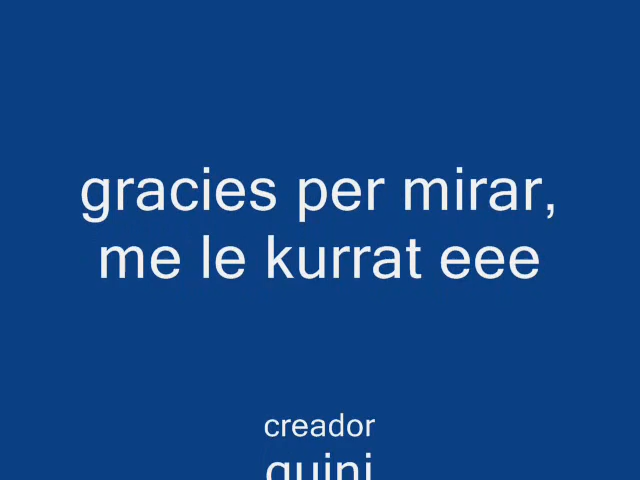 gracies per mirar,
me le kurrat eee
creador
quini